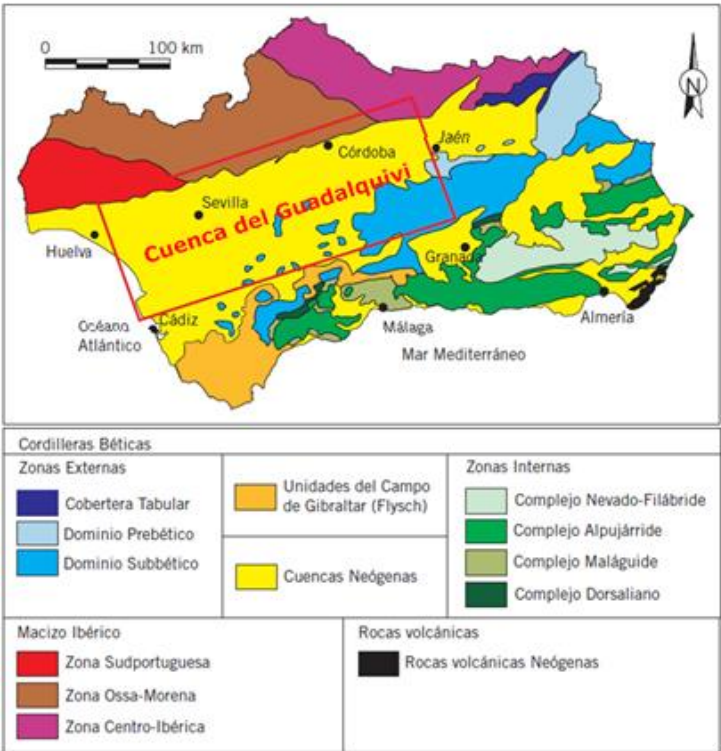 0 100 km
N
Córdoba
Jaén
Sevilla
Cuenca del Guadalquivi
Huelva
Granada
Cádiz
Océano
Atlántico
Málaga
Almería
Mar Mediterráneo
Cordilleras Béticas
Zonas Externas
Cobertera Tabular
Dominio Prebético
Dominio Subbético
Unidades del Campo
de Gibraltar (Flysch)
Cuencas Neógenas
Zonas Internas
Complejo Nevado-Filábride
Complejo Alpujárride
Complejo Maláguide
Complejo Dorsaliano
Macizo Ibérico
Zona Sudportuguesa
Zona Ossa-Morena
Zona Centro-Ibérica
Rocas volcánicas
Rocas volcánicas Neógenas